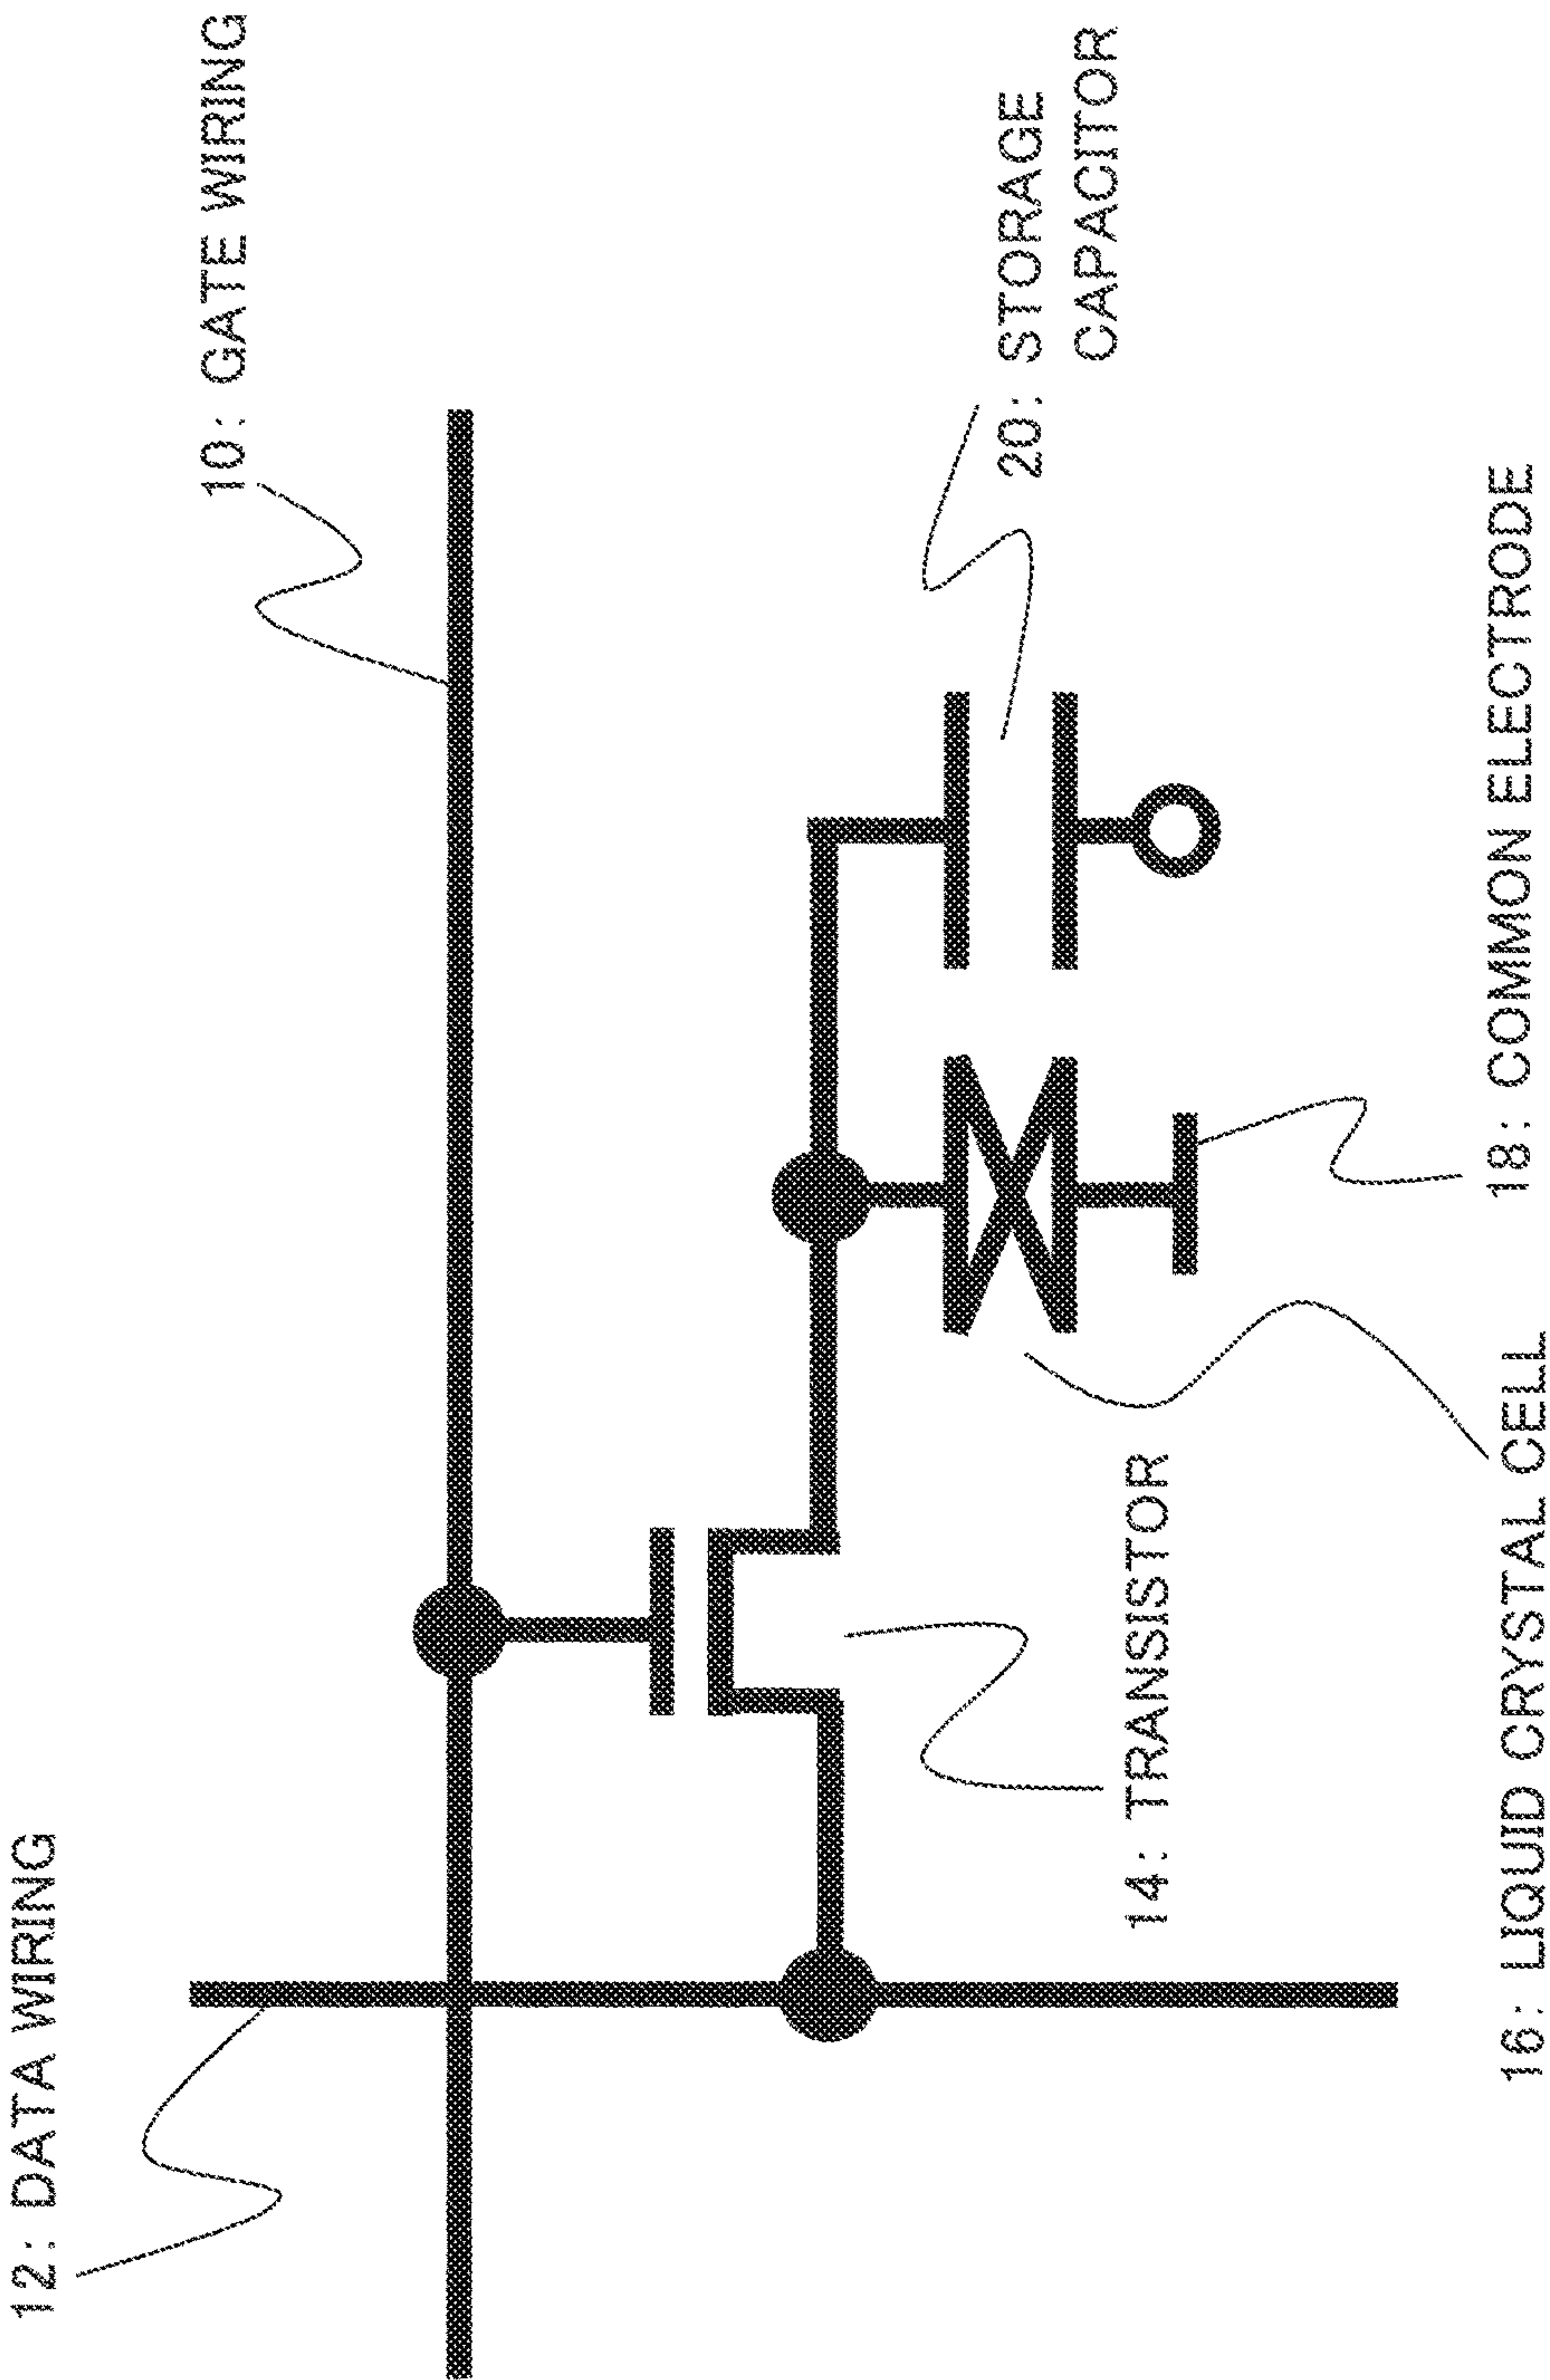 12: DATA WIRING
10: GATE WIRING
20: STORAGE
CAPACITOR
14: TRANSISTOR
18: COMMON ELECTRODE
16: LIQUID CRYSTAL CELL